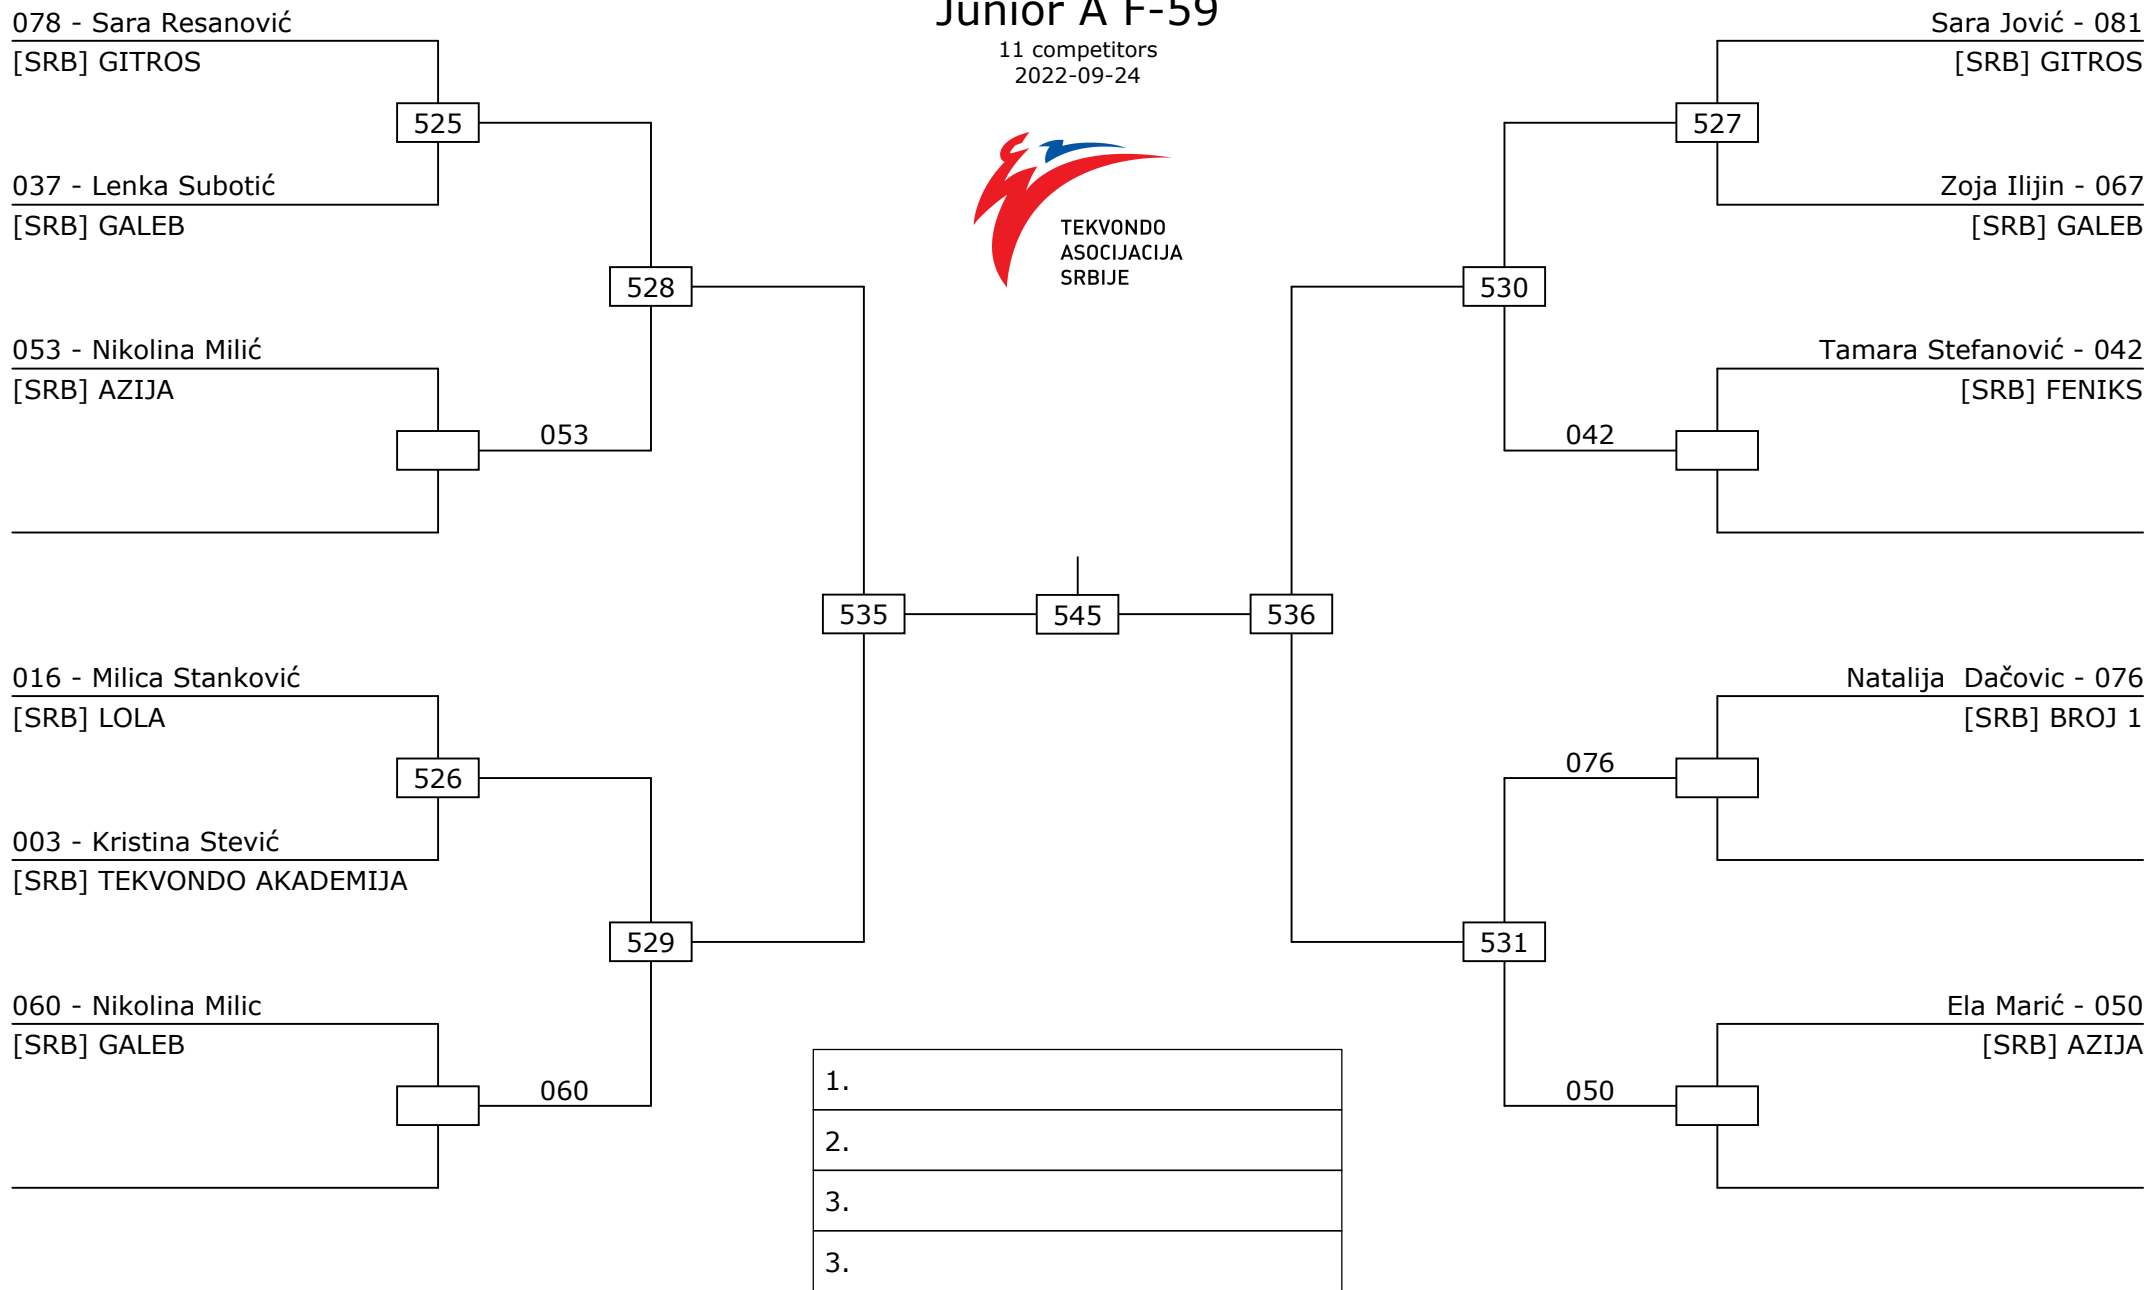 Junior A F-59
11 competitors
2022-09-24
TEKVONDO
ASOCIJACIJA
SRBIJE
078 - Sara Resanović
[SRB] GITROS
525
037 - Lenka Subotić
[SRB] GALEB
528
053 - Nikolina Milić
[SRB] AZIJA
053
535
016 - Milica Stanković
[SRB] LOLA
526
003 - Kristina Stević
[SRB] TEKVONDO AKADEMIJA
529
060 - Nikolina Milic
[SRB] GALEB
060
545
Sara Jović - 081
[SRB] GITROS
527
Zoja Ilijin - 067
[SRB] GALEB
530
Tamara Stefanović - 042
[SRB] FENIKS
042
536
Natalija  Dačovic - 076
[SRB] BROJ 1
076
531
Ela Marić - 050
[SRB] AZIJA
050
1.
2.
3.
3.